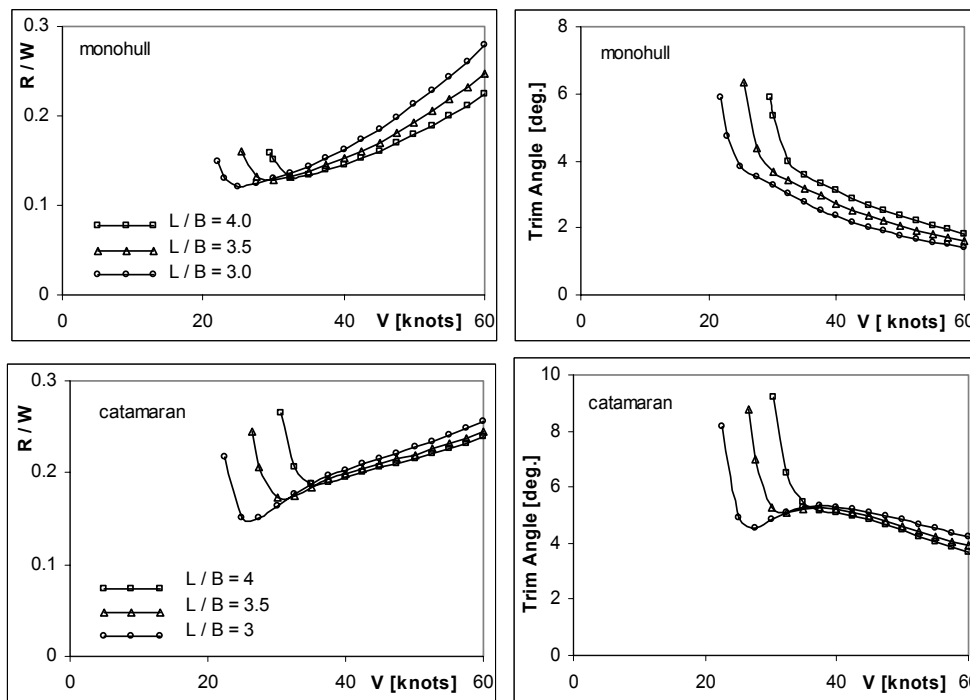 0.3
R / W
monohull
0.2
0.1
L / B = 4.0
L / B = 3.5
L / B = 3.0
0
0
20
40
V [knots]
60
8
Trim Angle [deg.]
monohull
6
4
2
0
0
20
40
V [ knots]
60
0.3
R / W
catamaran
0.2
0.1
L / B = 4
L / B = 3.5
L / B = 3
0
0
20
40
V [knots]
60
10
Trim Angle [deg.]
catamaran
8
6
4
2
0
0
20
40
V [knots]
60